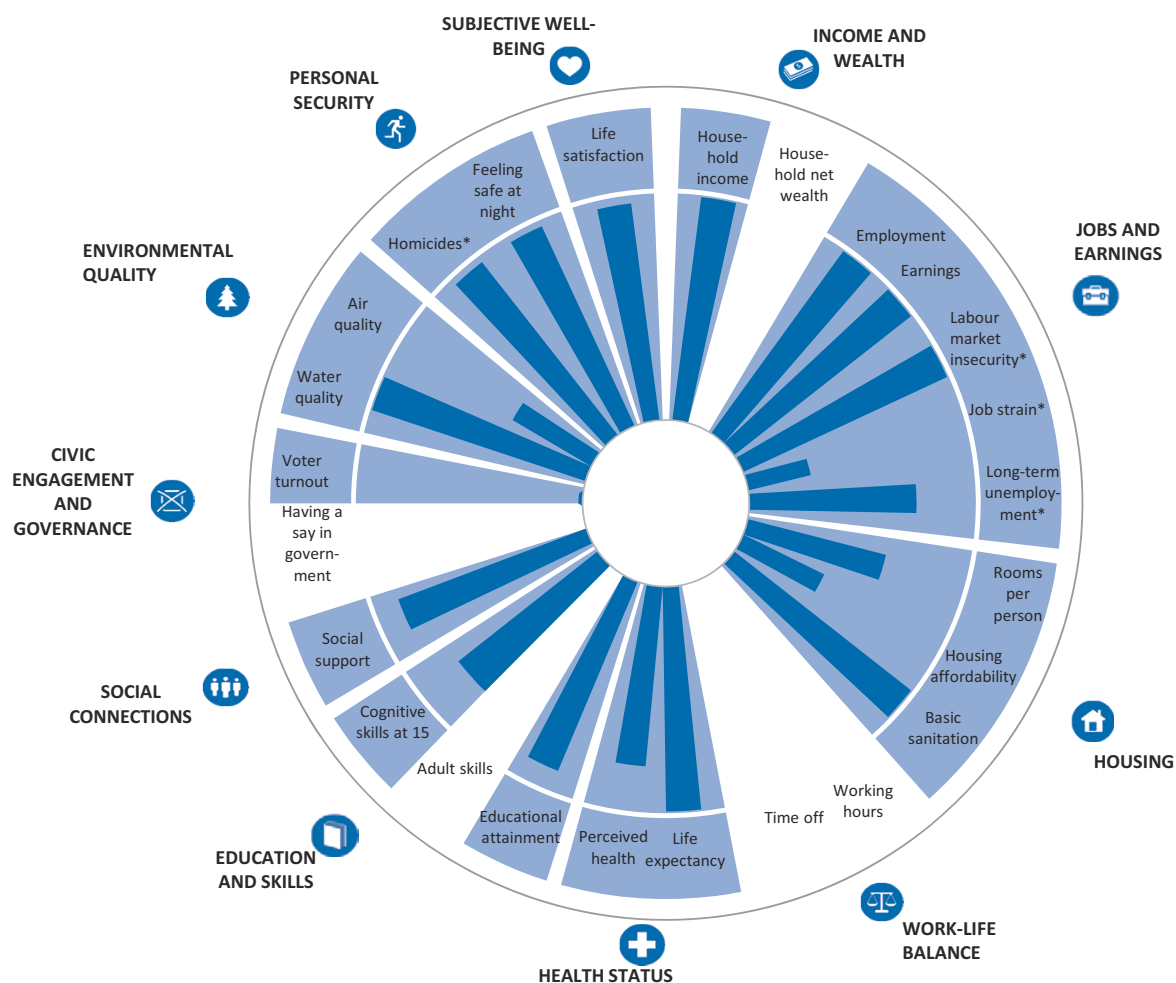 SUBJECTIVE WELL-
BEING
INCOME AND
WEALTH
PERSONAL
SECURITY
Life
satisfaction
House-
hold
income
House-
hold net
wealth
Feeling
safe at
night
Homicides*
Employment
Earnings
JOBS AND
EARNINGS
ENVIRONMENTAL
QUALITY
Air
quality
Water
quality
Labour
market
insecurity*
Job strain*
Long-term
unemploy-
ment*
CIVIC
ENGAGEMENT
AND
GOVERNANCE
Voter
turnout
Having a
say in
govern-
ment
Rooms
per
person
Housing
affordability
Basic
sanitation
HOUSING
Social
support
SOCIAL
CONNECTIONS
Cognitive
skills at 15
Adult skills
Educational
attainment
EDUCATION
AND SKILLS
Perceived
health
Life
expectancy
Time off
Working
hours
WORK-LIFE
BALANCE
HEALTH STATUS